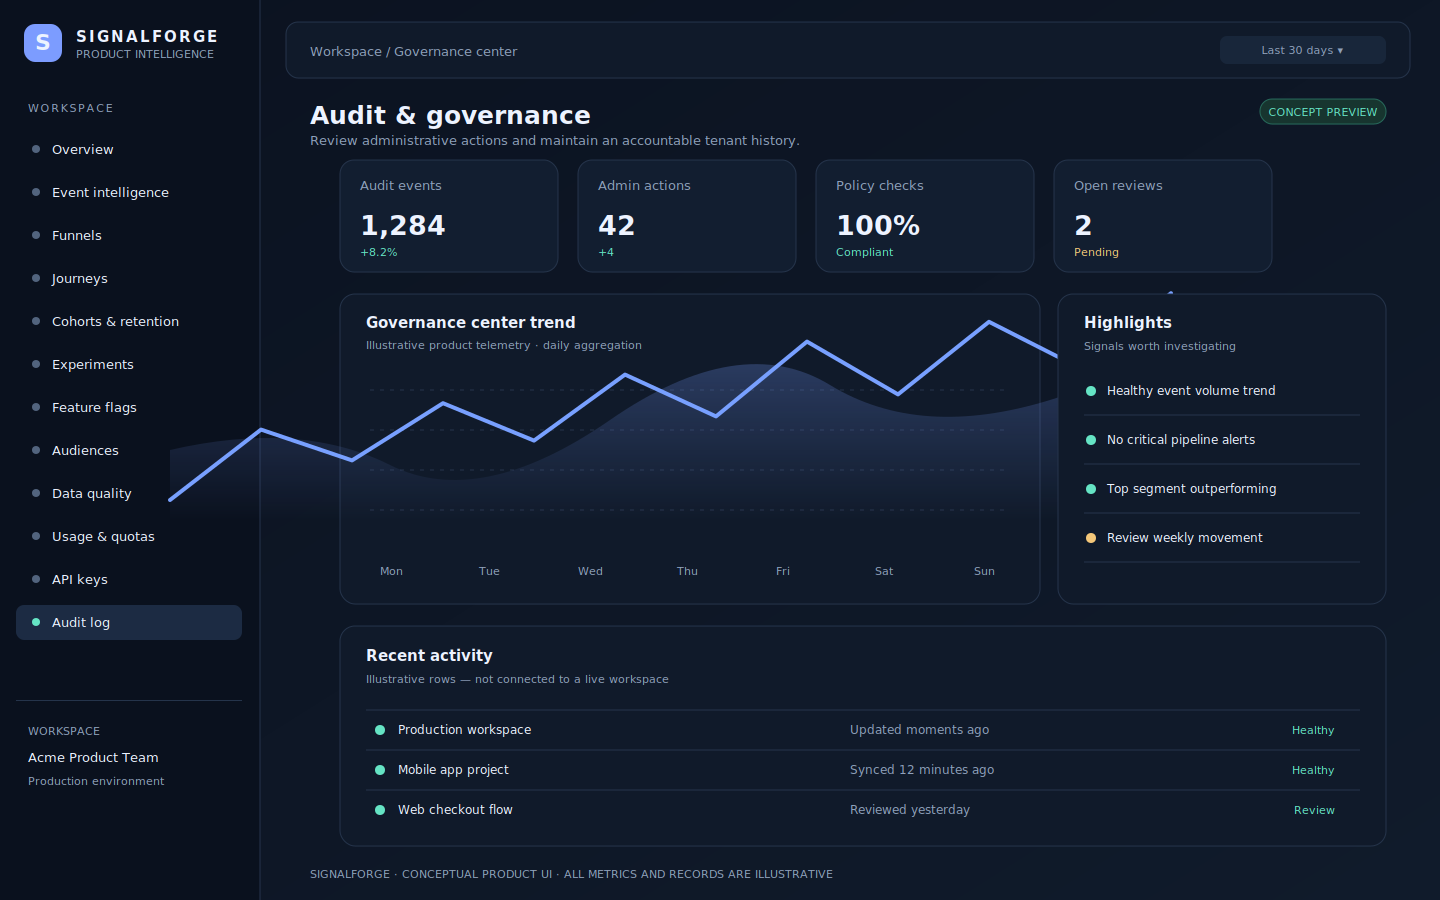 S
SIGNALFORGE
PRODUCT INTELLIGENCE
WORKSPACE
Overview
Event intelligence
Funnels
Journeys
Cohorts & retention
Experiments
Feature flags
Audiences
Data quality
Usage & quotas
API keys
Audit log
WORKSPACE
Acme Product Team
Production environment
Workspace / Governance center
Last 30 days ▾
Audit & governance
CONCEPT PREVIEW
Review administrative actions and maintain an accountable tenant history.
Audit events
1,284
+8.2%
Admin actions
42
+4
Policy checks
100%
Compliant
Open reviews
2
Pending
Governance center trend
Illustrative product telemetry · daily aggregation
Mon Tue Wed Thu Fri Sat Sun
Highlights
Signals worth investigating
Healthy event volume trend
No critical pipeline alerts
Top segment outperforming
Review weekly movement
Recent activity
Illustrative rows — not connected to a live workspace
Production workspace Updated moments ago Healthy
Mobile app project Synced 12 minutes ago Healthy
Web checkout flow Reviewed yesterday Review
SIGNALFORGE · CONCEPTUAL PRODUCT UI · ALL METRICS AND RECORDS ARE ILLUSTRATIVE